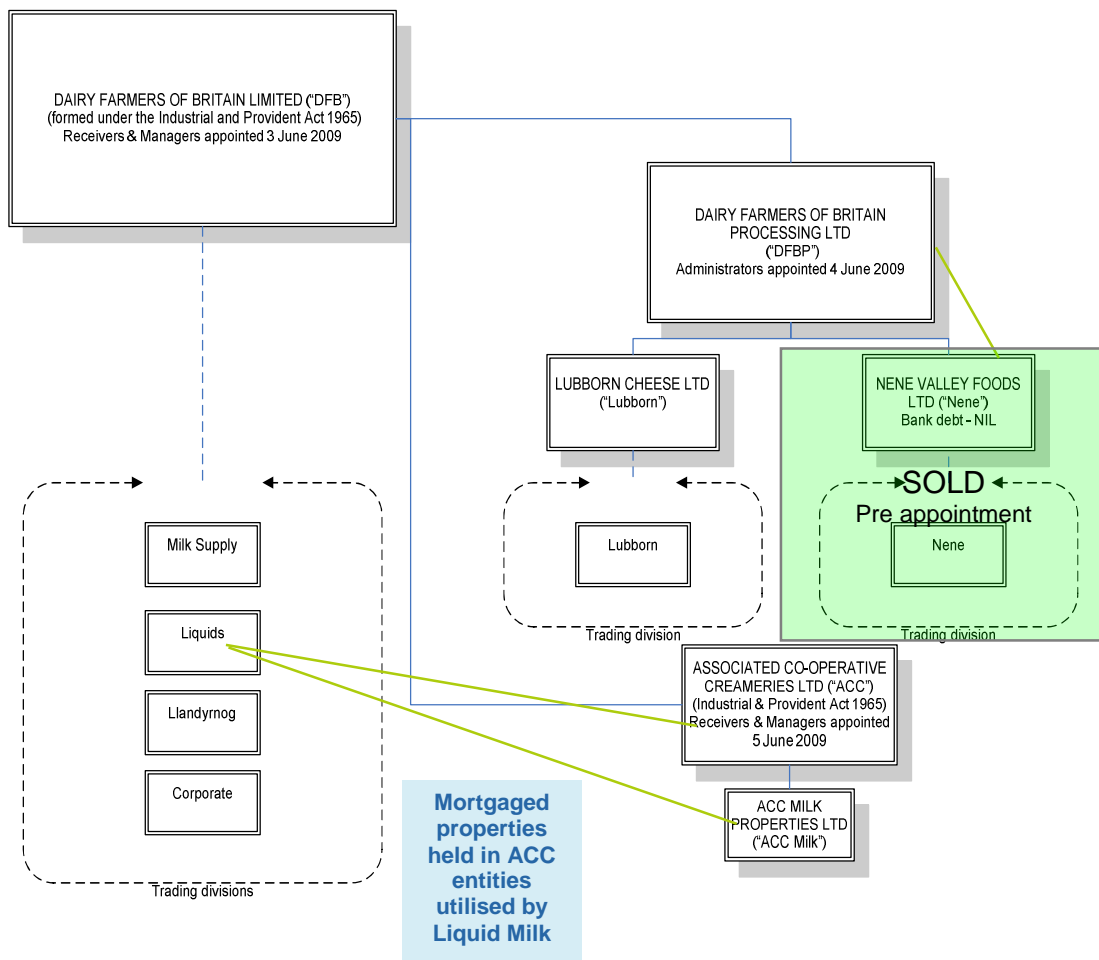 DAIRY FARMERS OF BRITAIN LIMITED (“DFB”)
(formed under the Industrial and Provident Act 1965)
Receivers & Managers appointed 3 June 2009
DAIRY FARMERS OF BRITAIN
PROCESSING LTD
(“DFBP”)
Administrators appointed 4 June 2009
LUBBORN CHEESE LTD
(“Lubborn”)
NENE VALLEY FOODS
LTD (“Nene”)
Bank debt - NIL
SOLD
Pre appointment
Milk Supply
Liquids
Llandyrnog
Corporate
Trading divisions
Lubborn
Trading division
Nene
Trading division
ASSOCIATED CO-OPERATIVE
CREAMERIES LTD (“ACC”)
(Industrial & Provident Act 1965)
Receivers & Managers appointed
5 June 2009
ACC MILK
PROPERTIES LTD
(“ACC Milk”)
Mortgaged
properties
held in ACC
entities
utilised by
Liquid Milk